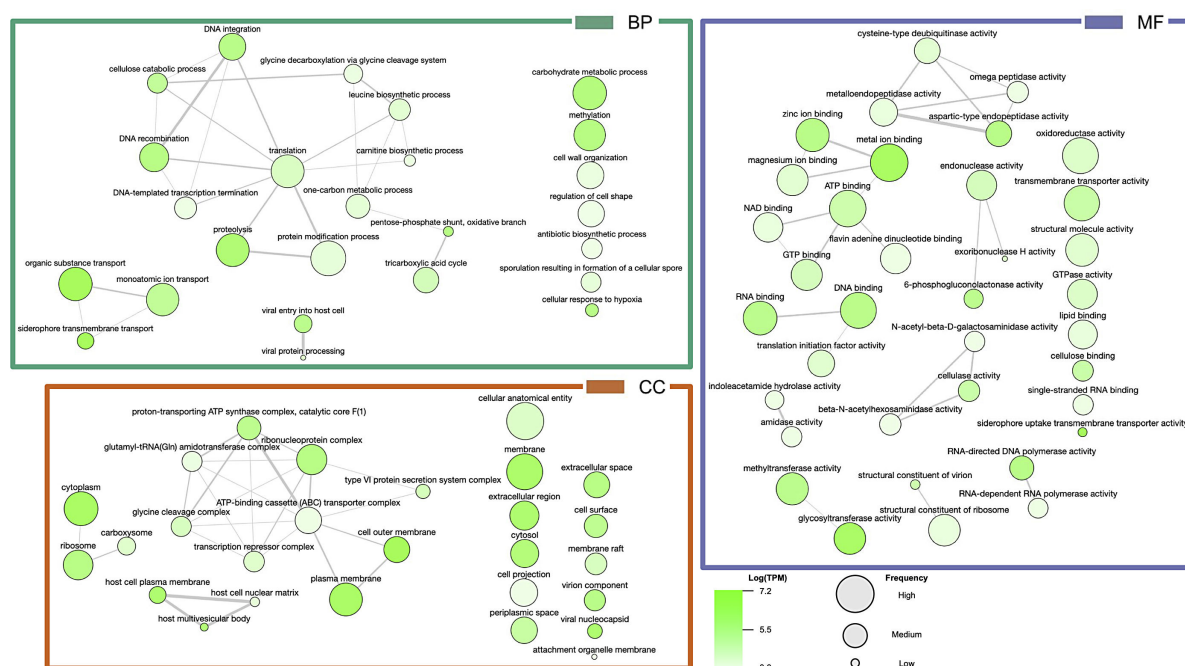 BP
DNA integration
glycine decarboxylation via glycine cleavage system
cellulose catabolic process
carbohydrate metabolic process
leucine biosynthetic process
methylation
DNA recombination
translation
carnitine biosynthetic process
cell wall organization
DNA-templated transcription termination
one-carbon metabolic process
regulation of cell shape
pentose-phosphate shunt, oxidative branch
proteolysis
protein modification process
antibiotic biosynthetic process
organic substance transport
monoatomic ion transport
tricarboxylic acid cycle
sporulation resulting in formation of a cellular spore
cellular response to hypoxia
viral entry into host cell
siderophore transmembrane transport
viral protein processing
CC
proton-transporting ATP synthase complex, catalytic core F(1)
cellular anatomical entity
glutamyl-tRNA(Gln) amidotransferase complex
ribonucleoprotein complex
membrane
extracellular space
type VI protein secretion system complex
cytoplasm
ATP-binding cassette (ABC) transporter complex
extracellular region
glycine cleavage complex
cell surface
carboxysome
cell outer membrane
cytosol
ribosome
transcription repressor complex
membrane raft
plasma membrane
cell projection
host cell plasma membrane
host cell nuclear matrix
virion component
periplasmic space
host multivesicular body
viral nucleocapsid
attachment organelle membrane
MF
cysteine-type deubiquitinase activity
omega peptidase activity
metalloendopeptidase activity
zinc ion binding
aspartic-type endopeptidase activity
metal ion binding
oxidoreductase activity
magnesium ion binding
endonuclease activity
transmembrane transporter activity
ATP binding
NAD binding
structural molecule activity
flavin adenine dinucleotide binding
exoribonuclease H activity
GTP binding
GTPase activity
6-phosphogluconolactonase activity
DNA binding
RNA binding
lipid binding
N-acetyl-beta-D-galactosaminidase activity
translation initiation factor activity
cellulose binding
cellulase activity
indoleacetamide hydrolase activity
single-stranded RNA binding
beta-N-acetylhexosaminidase activity
amidase activity
siderophore uptake transmembrane transporter activity
RNA-directed DNA polymerase activity
methyltransferase activity
structural constituent of virion
RNA-dependent RNA polymerase activity
glycosyltransferase activity
structural constituent of ribosome
Log(TPM)
Frequency
7.2
High
5.5
Medium
Low